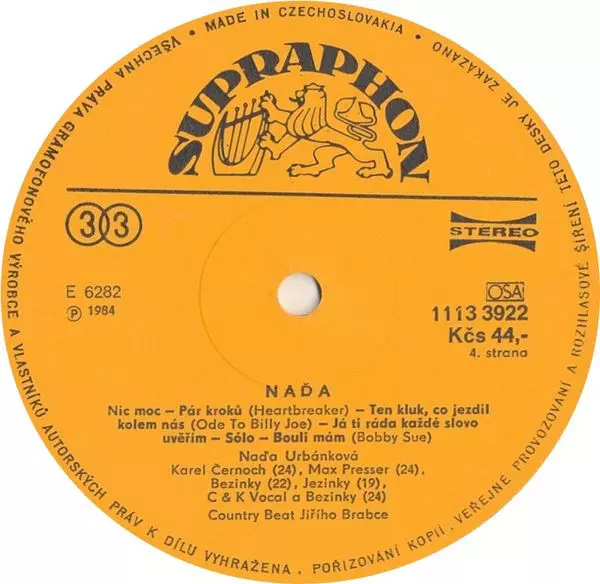 VŠECHNA PRÁVA GRAMOFONOVÉHO VÝROBCE A VLASTNÍKŮ AUTORSKÝCH PRÁV K DÍLU VYHRAŽENA. POŘIZOVÁNÍ KOPIÍ, VEŘEJNÉ PROVOZOVÁNÍ A ROZHLASOVÉ ŠÍŘENÍ TÉTO DESKY JE ZAKÁZÁNO
• MADE IN CZECHOSLOVAKIA •
SUPRAPHON
33
STEREO
E 6282
Ⓟ 1984
OSA
1113 3922
Kčs 44,-
4. strana
NAĎA
Nic moc – Pár kroků (Heartbreaker) – Ten kluk, co jezdil
kolem nás (Ode To Billy Joe) – Já ti ráda každé slovo
uvěřím – Sólo – Bouli mám (Bobby Sue)
Naďa Urbánková
Karel Černoch (24), Max Presser (24),
Bezinky (22), Jezinky (19),
C & K Vocal a Bezinky (24)
Country Beat Jiřího Brabce